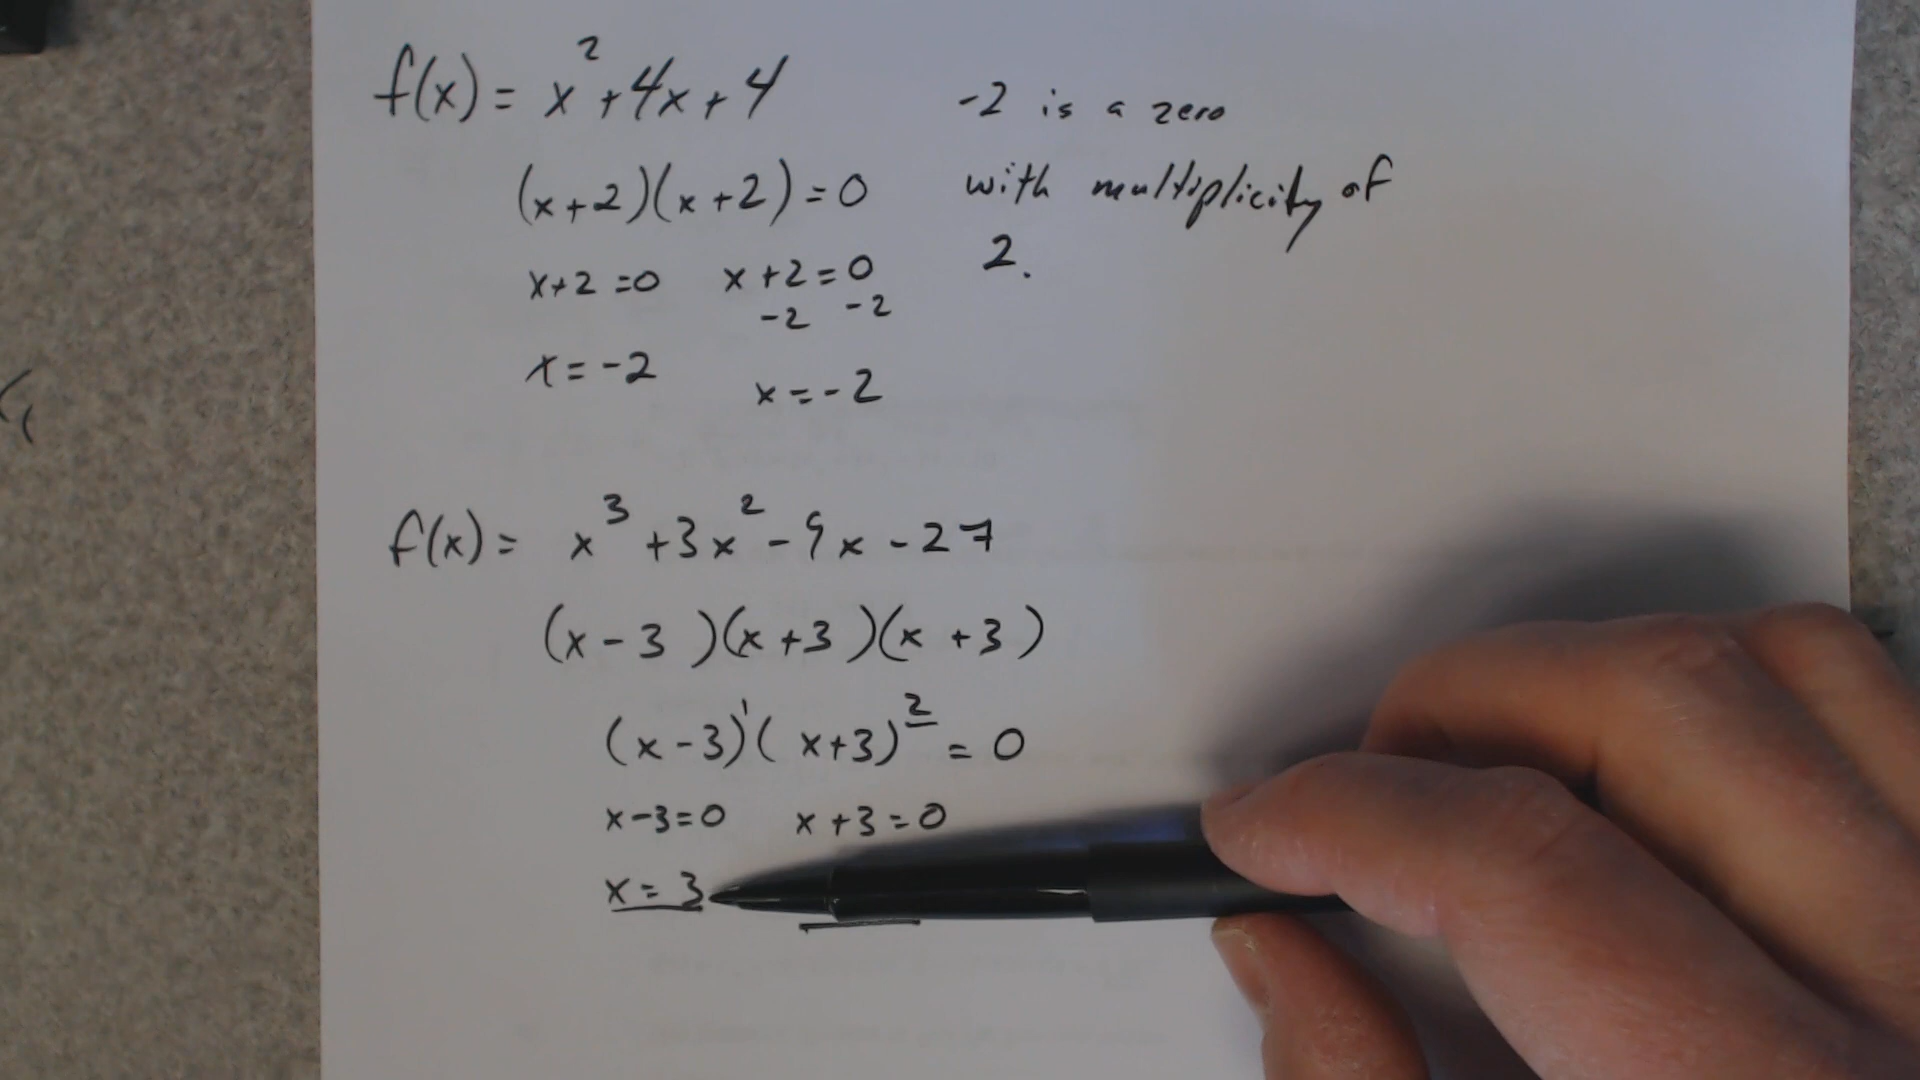 f(x) = x² + 4x + 4
(x+2)(x+2) = 0
x+2 = 0 x+2 = 0
-2 -2
x = -2
x = -2
-2 is a zero
with multiplicity of
2.
f(x) = x³ + 3x² - 9x - 27
(x - 3)(x + 3)(x + 3)
(x - 3)¹(x+3)² = 0
x-3=0 x+3=0
x = 3